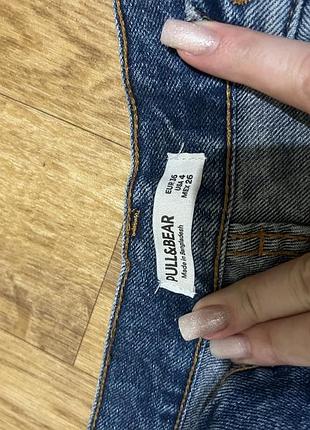 EUR 36
USA 4
MEX 26
PULL&BEAR
Made in Bangladesh